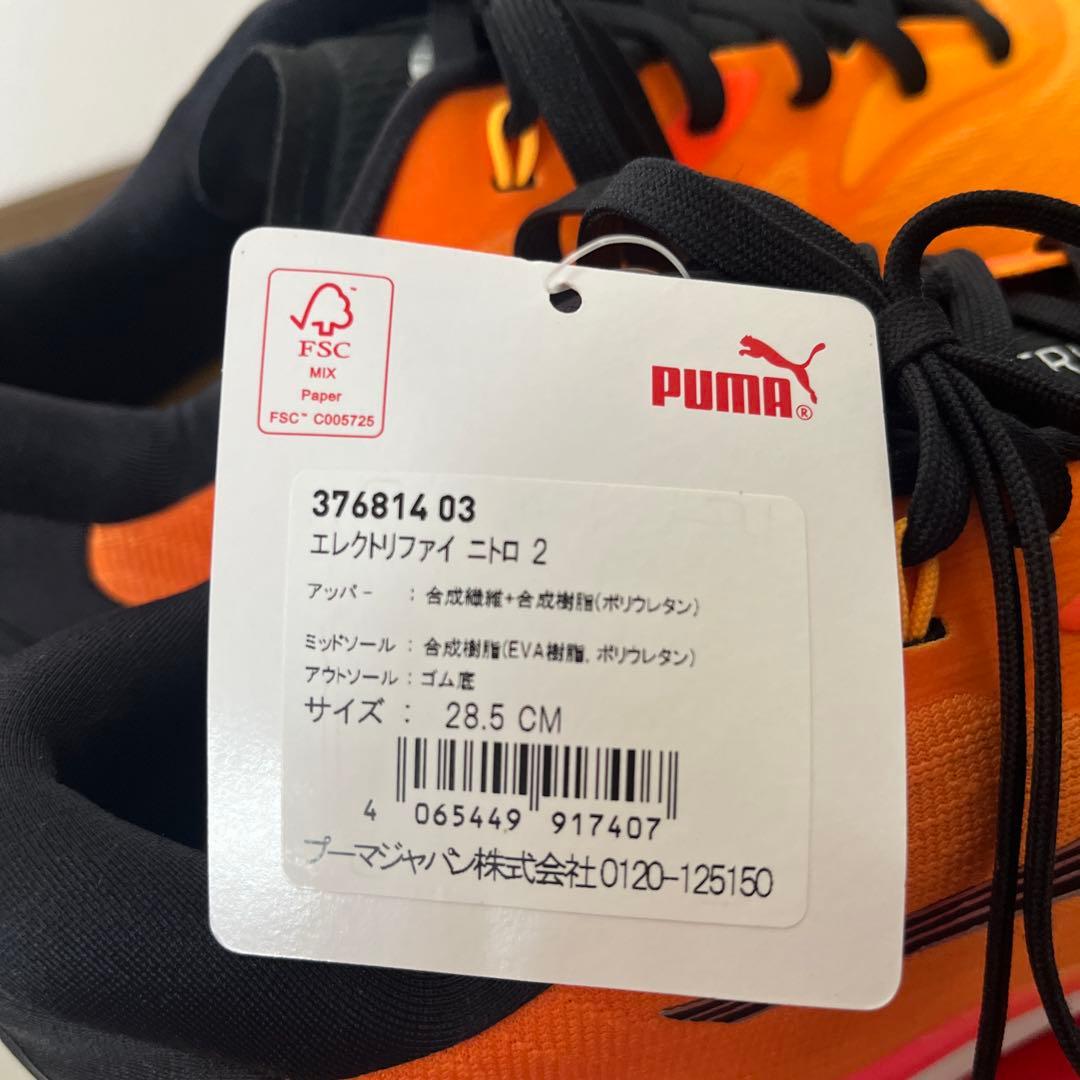 FSC™
MIX
Paper
FSC™ C005725
PUMA®
376814 03
エレクトリファイ ニトロ 2
アッパー : 合成繊維+合成樹脂(ポリウレタン)
ミッドソール : 合成樹脂(EVA樹脂, ポリウレタン)
アウトソール : ゴム底
サイズ : 28.5 CM
4 065449 917407
プーマジャパン株式会社 0120-125150